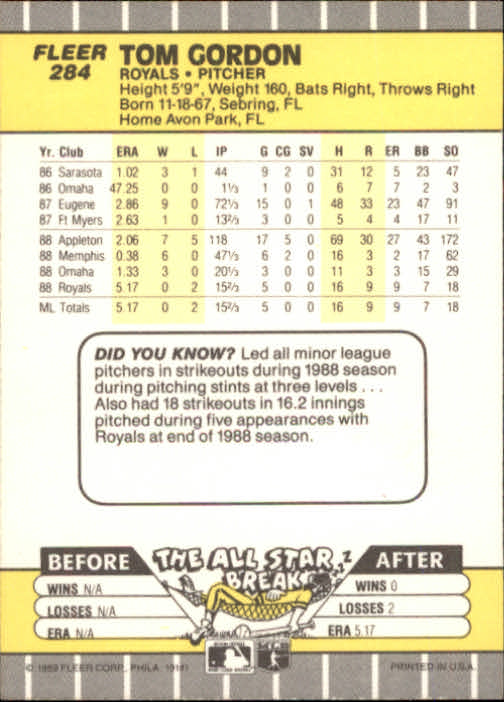 FLEER
284
TOM GORDON
ROYALS • PITCHER
Height 5'9", Weight 160, Bats Right, Throws Right
Born 11-18-67, Sebring, FL
Home Avon Park, FL
Yr. Club ERA W L IP G CG SV H R ER BB SO
86 Sarasota 1.02 3 1 44 9 2 0 31 12 5 23 47
86 Omaha 47.25 0 0 1⅓ 1 0 0 6 7 7 2 3
87 Eugene 2.86 9 0 72⅓ 15 0 1 48 33 23 47 91
87 Ft Myers 2.63 1 0 13⅔ 3 0 0 5 4 4 17 11
88 Appleton 2.06 7 5 118 17 5 0 69 30 27 43 172
88 Memphis 0.38 6 0 47⅓ 6 2 0 16 3 2 17 62
88 Omaha 1.33 3 0 20⅓ 3 0 0 11 3 3 15 29
88 Royals 5.17 0 2 15⅔ 5 0 0 16 9 9 7 18
ML Totals 5.17 0 2 15⅔ 5 0 0 16 9 9 7 18
DID YOU KNOW? Led all minor league
pitchers in strikeouts during 1988 season
during pitching stints at three levels . . .
Also had 18 strikeouts in 16.2 innings
pitched during five appearances with
Royals at end of 1988 season.
BEFORE THE ALL STAR BREAK AFTER
WINS N/A WINS 0
LOSSES N/A LOSSES 2
ERA N/A ERA 5.17
© 1989 FLEER CORP., PHILA. 19141 PRINTED IN U.S.A.